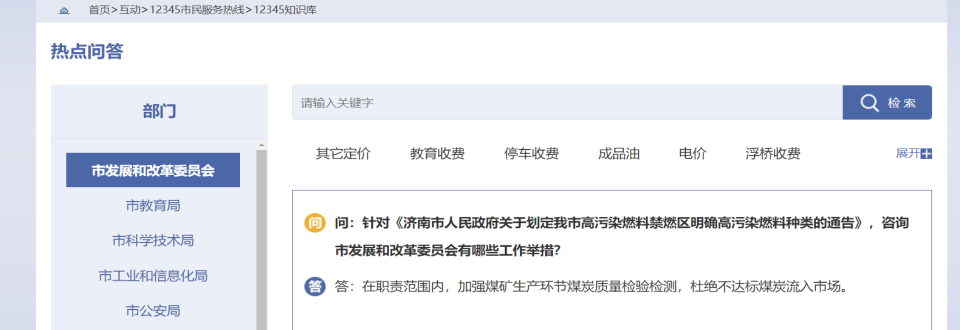 首页>互动>12345市民服务热线>12345知识库
热点问答
部门
市发展和改革委员会
市教育局
市科学技术局
市工业和信息化局
市公安局
请输入关键字
检索
其它定价 教育收费 停车收费 成品油 电价 浮桥收费 展开
问 问：针对《济南市人民政府关于划定我市高污染燃料禁燃区明确高污染燃料种类的通告》，咨询
市发展和改革委员会有哪些工作举措？
答 答：在职责范围内，加强煤矿生产环节煤炭质量检验检测，杜绝不达标煤炭流入市场。